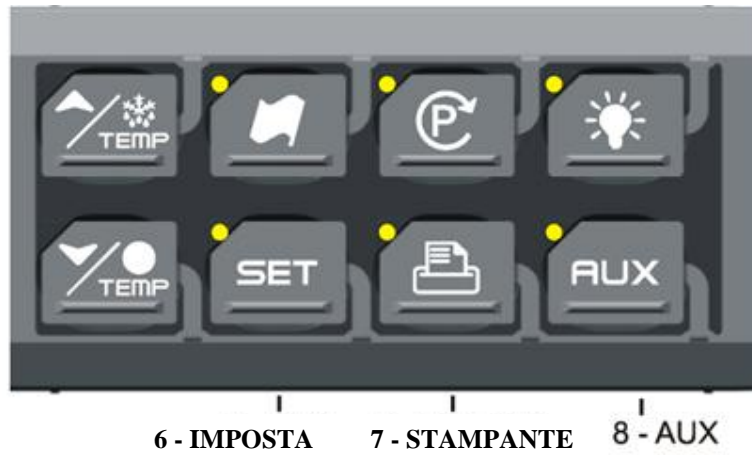 TEMP P
TEMP SET AUX
6 - IMPOSTA 7 - STAMPANTE 8 - AUX